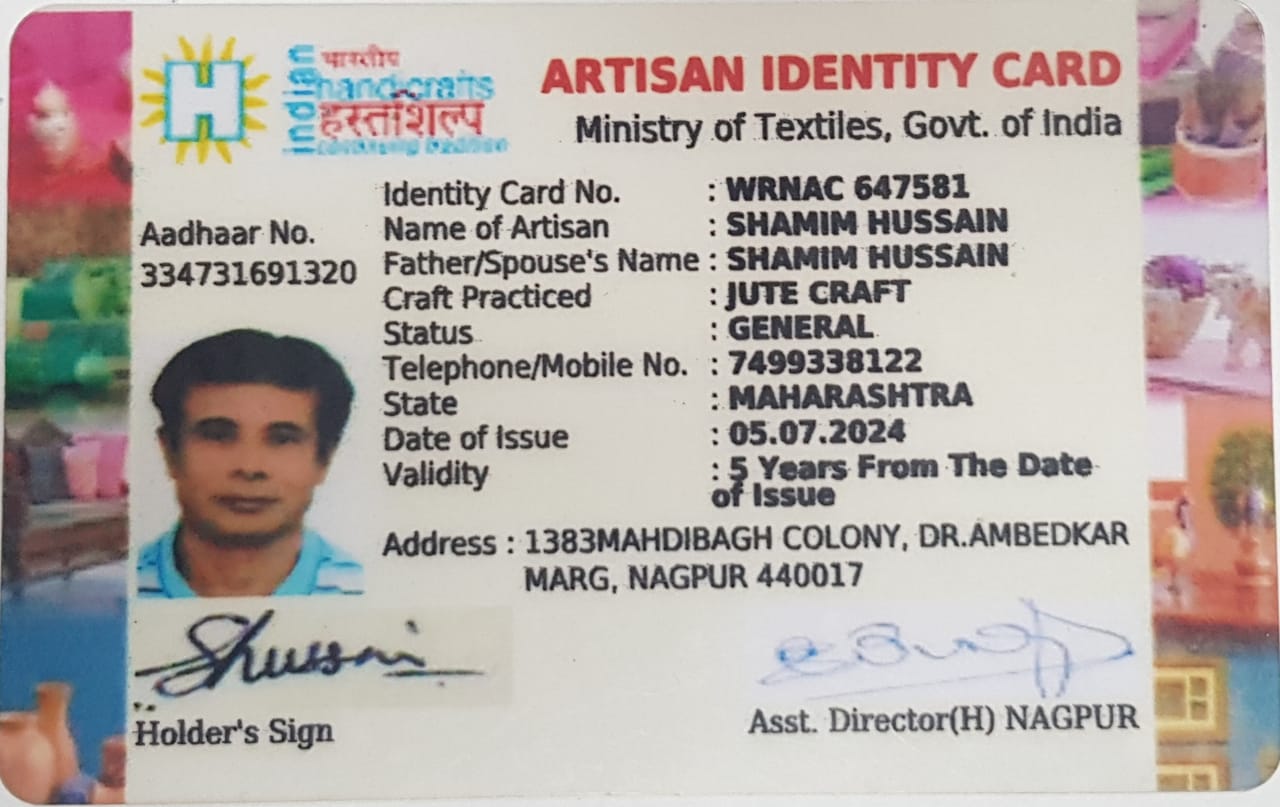 indian
भारतीय
handicrafts
हस्तशिल्प
continuing tradition
ARTISAN IDENTITY CARD
Ministry of Textiles, Govt. of India
Aadhaar No.
334731691320
Identity Card No. : WRNAC 647581
Name of Artisan : SHAMIM HUSSAIN
Father/Spouse's Name : SHAMIM HUSSAIN
Craft Practiced : JUTE CRAFT
Status : GENERAL
Telephone/Mobile No. : 7499338122
State : MAHARASHTRA
Date of Issue : 05.07.2024
Validity : 5 Years From The Date
of Issue
Address : 1383MAHDIBAGH COLONY, DR.AMBEDKAR
MARG, NAGPUR 440017
Shussain
Holder's Sign
Asst. Director(H) NAGPUR